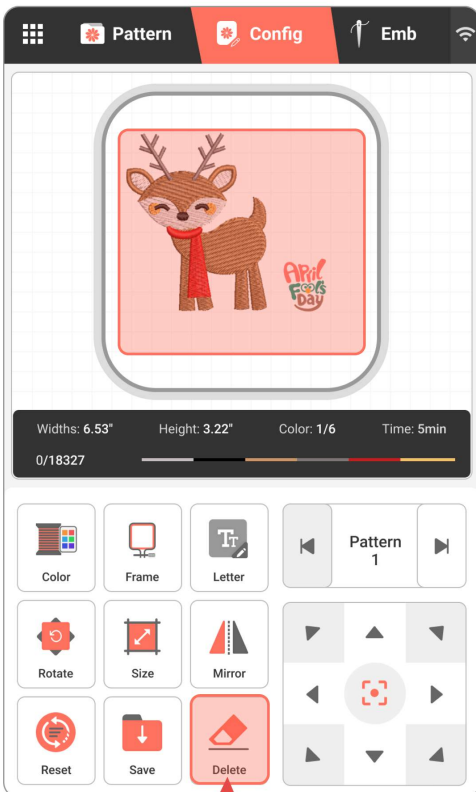 Pattern Config Emb
APRIL
FOOL'S
DAY
Widths: 6.53" Height: 3.22" Color: 1/6 Time: 5min
0/18327
Color Frame Letter
Pattern
1
Rotate Size Mirror
Reset Save Delete